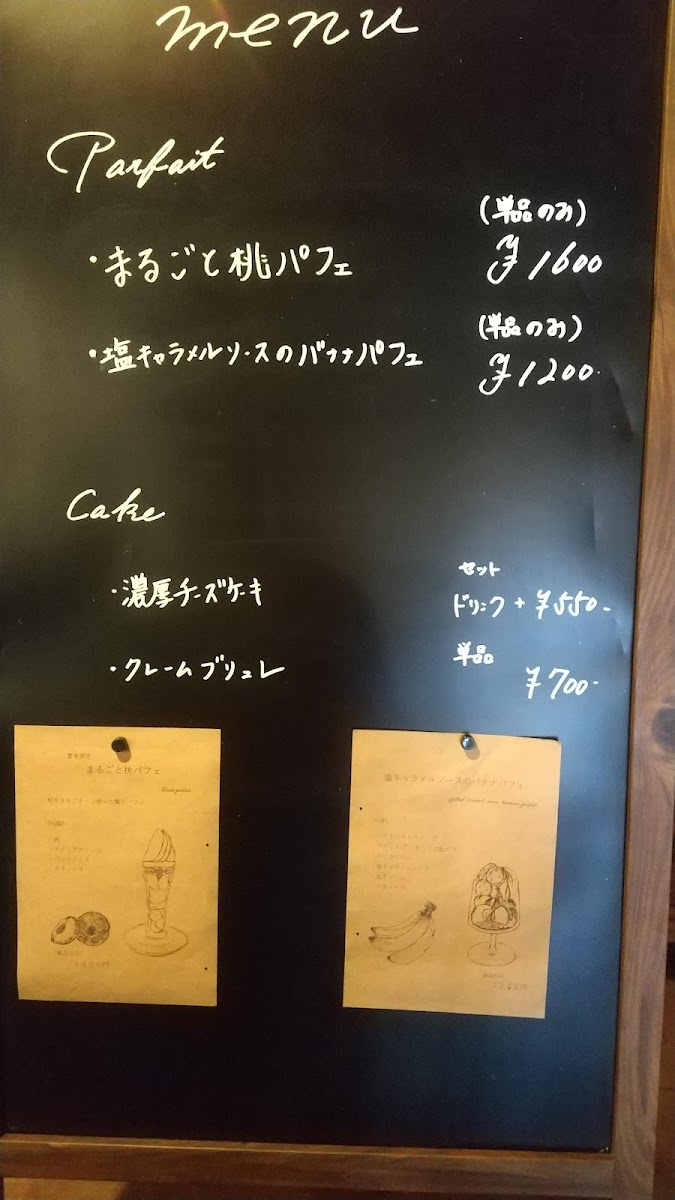 menu
Parfait
(単品のみ)
・まるごと桃パフェ ¥1600
(単品のみ)
・塩キャラメルソースのバナナパフェ ¥1200
Cake
セット
・濃厚チーズケーキ ドリンク + ¥550
単品
・クレームブリュレ ¥700
まるごと桃パフェ
塩キャラメルソースのバナナパフェ